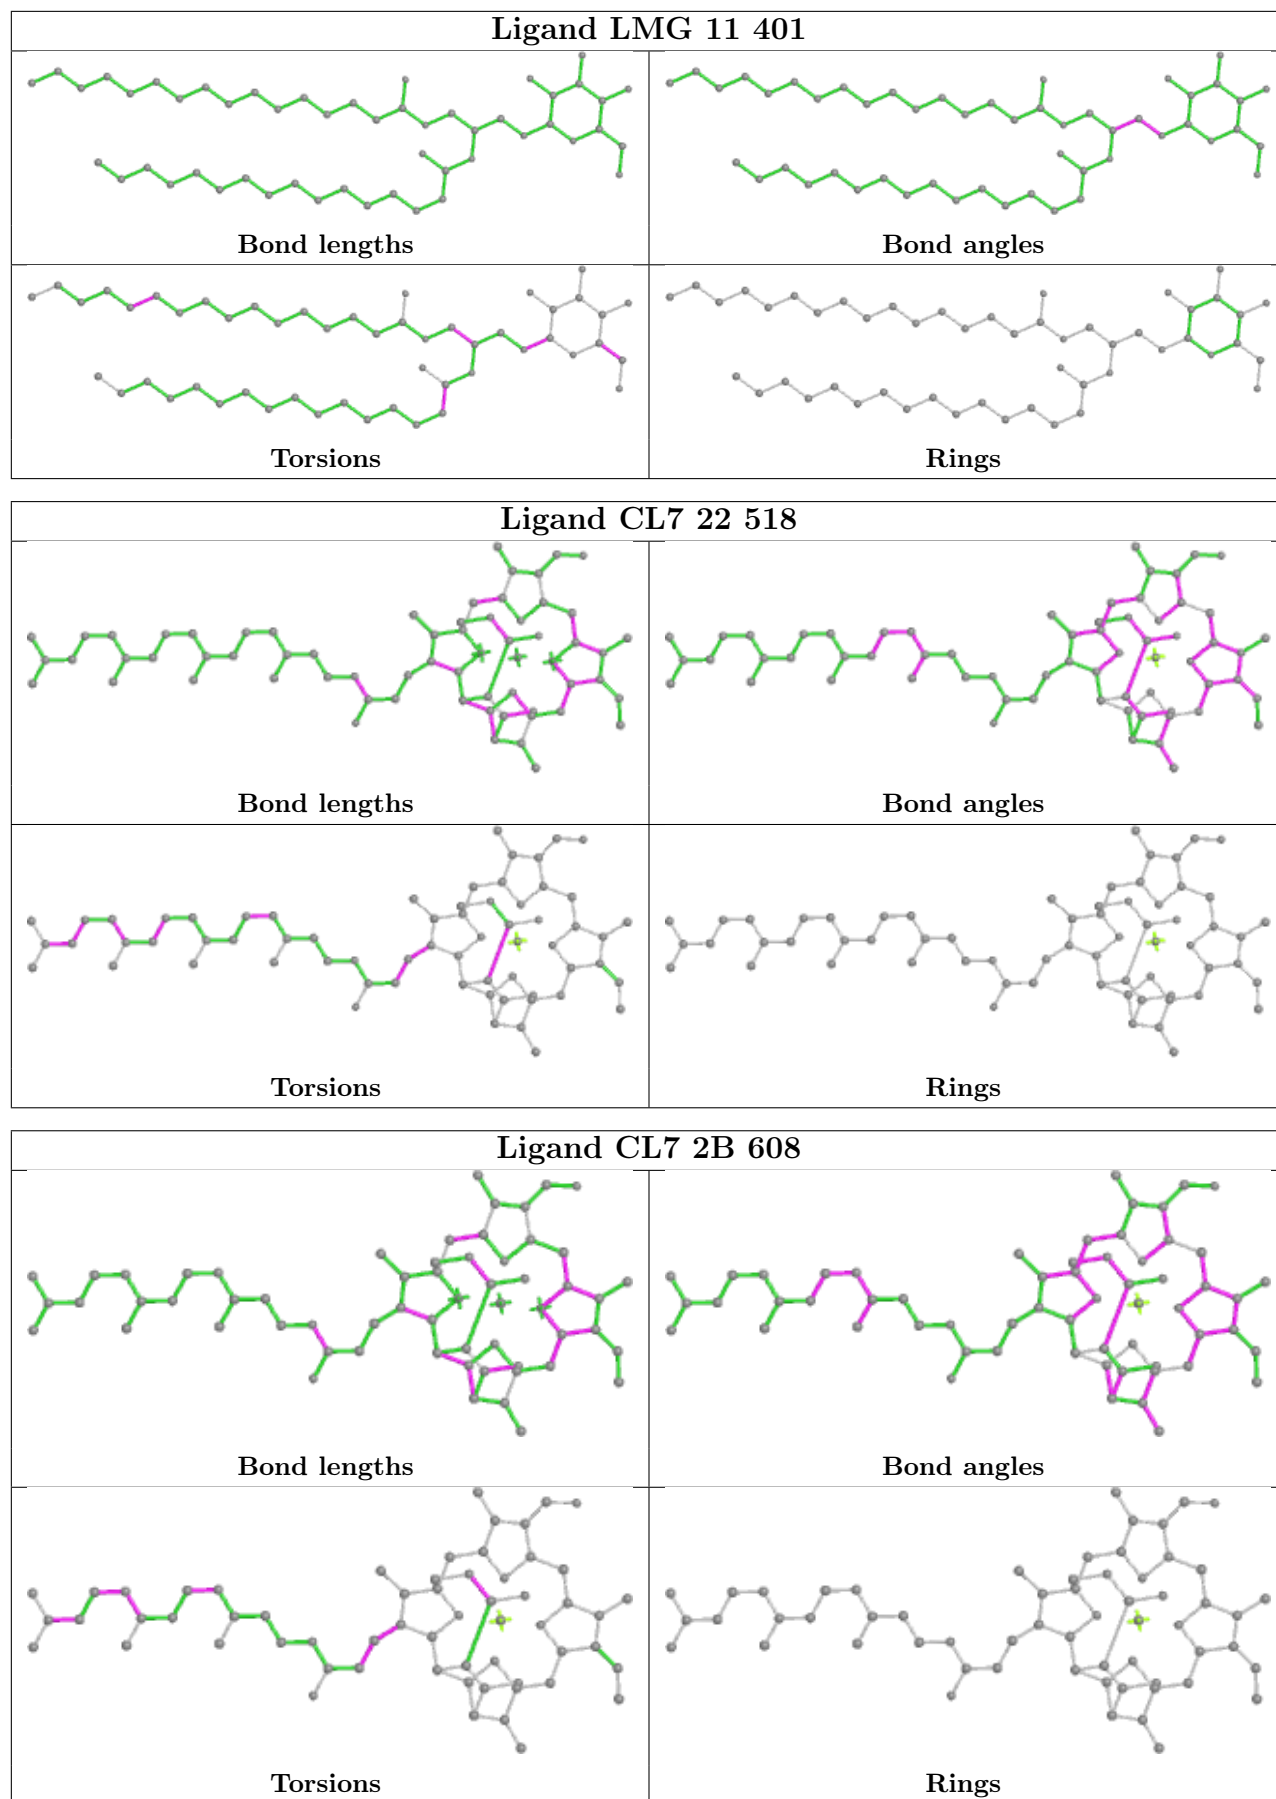 Ligand LMG 11 401
Bond lengths
Bond angles
Torsions
Rings
Ligand CL7 22 518
Bond lengths
Bond angles
Torsions
Rings
Ligand CL7 2B 608
Bond lengths
Bond angles
Torsions
Rings